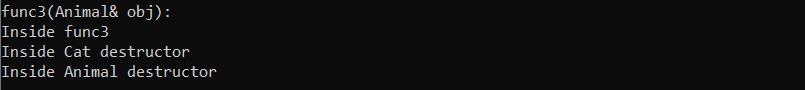 func3(Animal& obj):
Inside func3
Inside Cat destructor
Inside Animal destructor